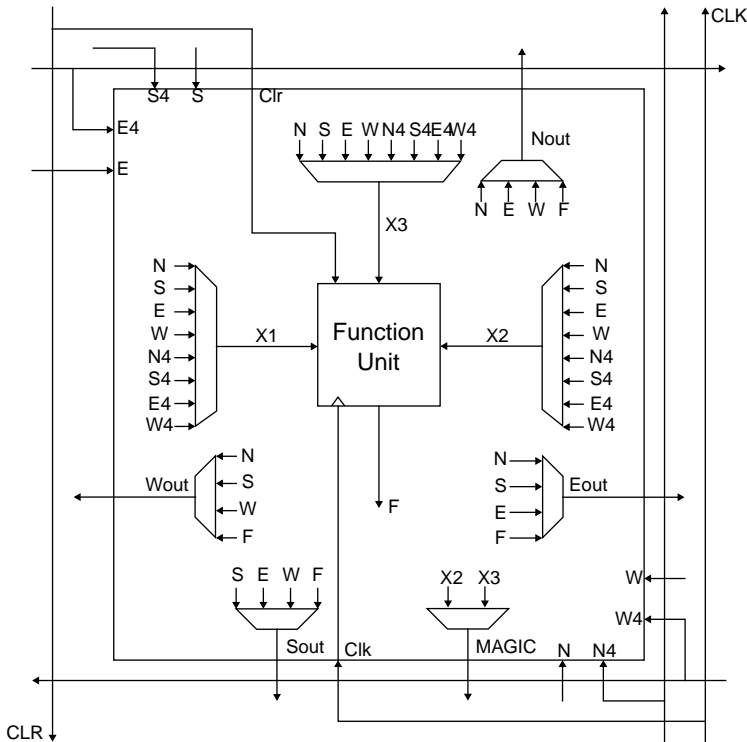 CLK
S4 S Clr
E4
N S E W N4 S4 E4 W4
Nout
E
N E W F
X3
N
S
E
W
N4
S4
E4
W4
X1
Function
Unit
X2
N
S
E
W
N4
S4
E4
W4
Wout
N
S
W
F
F
N
S
E
F
Eout
S E W F
X2 X3
W
W4
Sout Clk MAGIC N N4
CLR